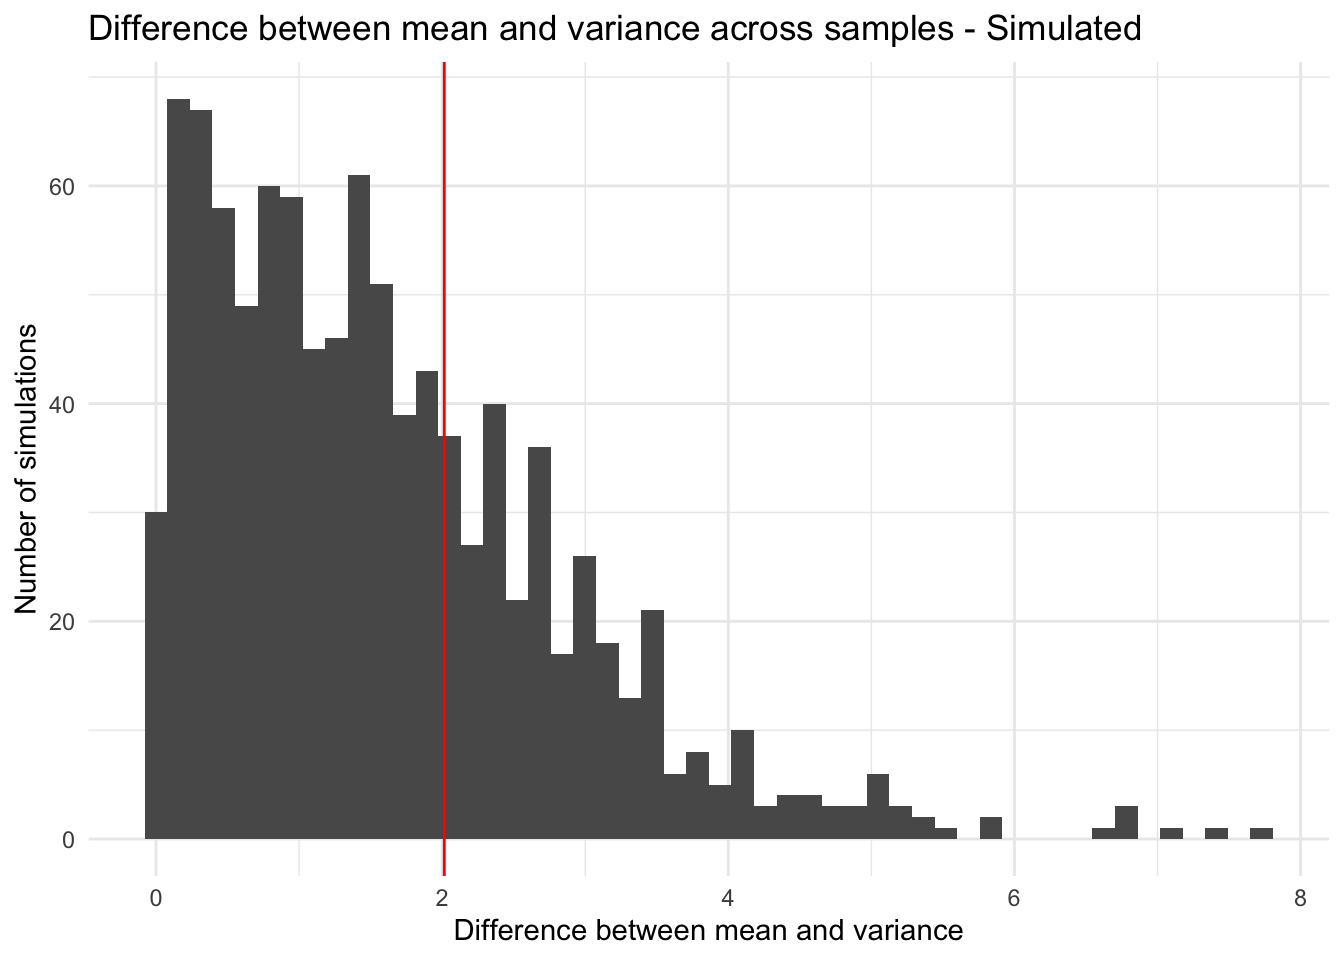 Difference between mean and variance across samples - Simulated
Number of simulations
60
40
20
0
0 2 4 6 8
Difference between mean and variance